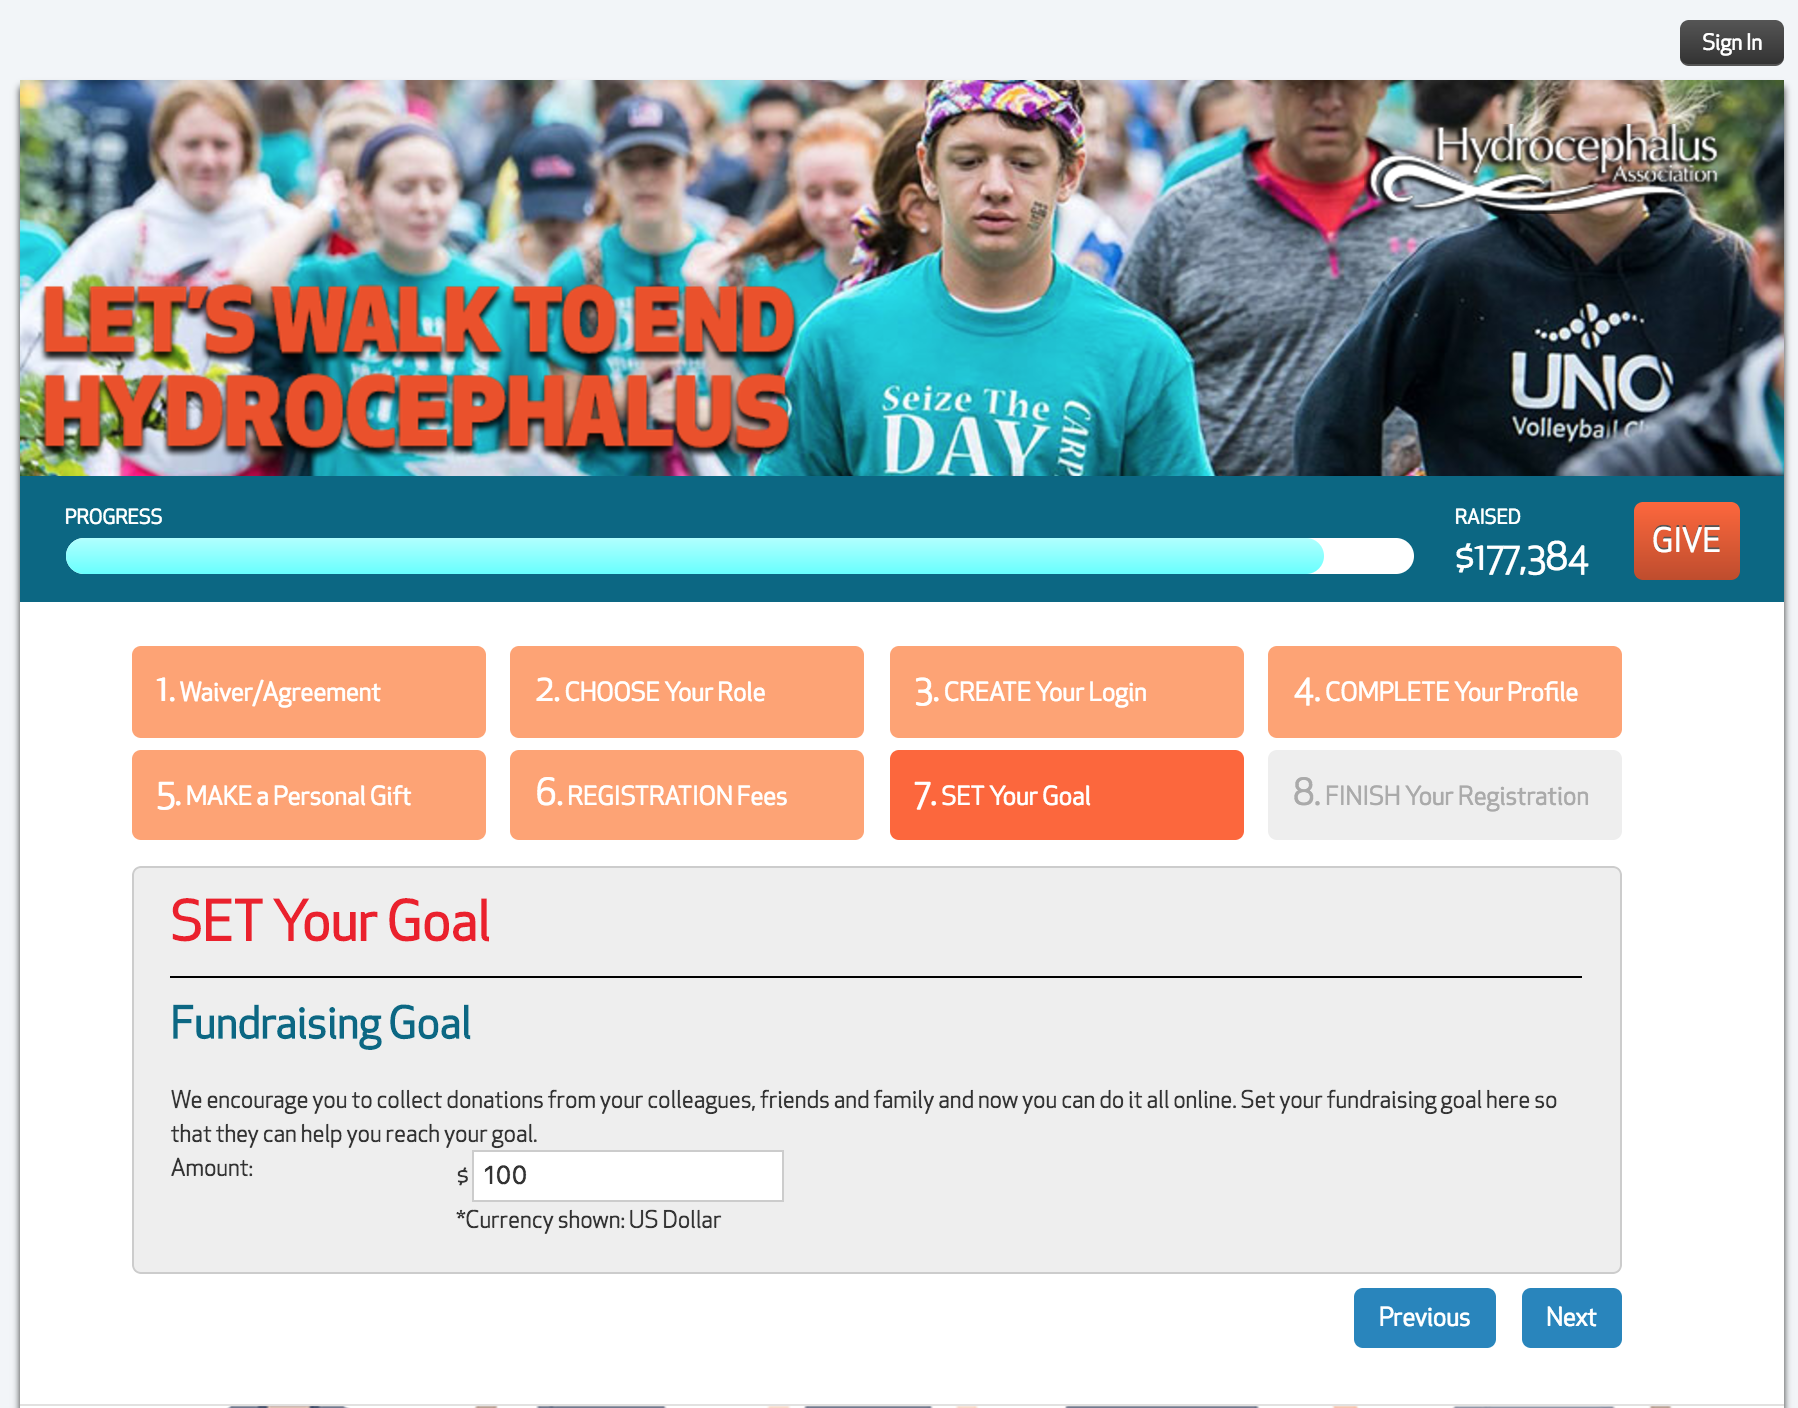 Sign In
Hydrocephalus
ASSOCIATION
LET'S WALK TO END
HYDROCEPHALUS
Seize The
DAY
CARP
UNO
Volleyball
PROGRESS
RAISED
$177,384
GIVE
1. Waiver/Agreement
2. CHOOSE Your Role
3. CREATE Your Login
4. COMPLETE Your Profile
5. MAKE a Personal Gift
6. REGISTRATION Fees
7. SET Your Goal
8. FINISH Your Registration
SET Your Goal
Fundraising Goal
We encourage you to collect donations from your colleagues, friends and family and now you can do it all online. Set your fundraising goal here so
that they can help you reach your goal.
Amount:
$ 100
*Currency shown: US Dollar
Previous
Next